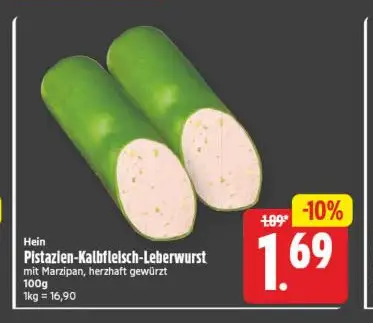 Hein
Pistazien-Kalbfleisch-Leberwurst
mit Marzipan, herzhaft gewürzt
100g
1kg = 16,90
1.89*
-10%
1.69